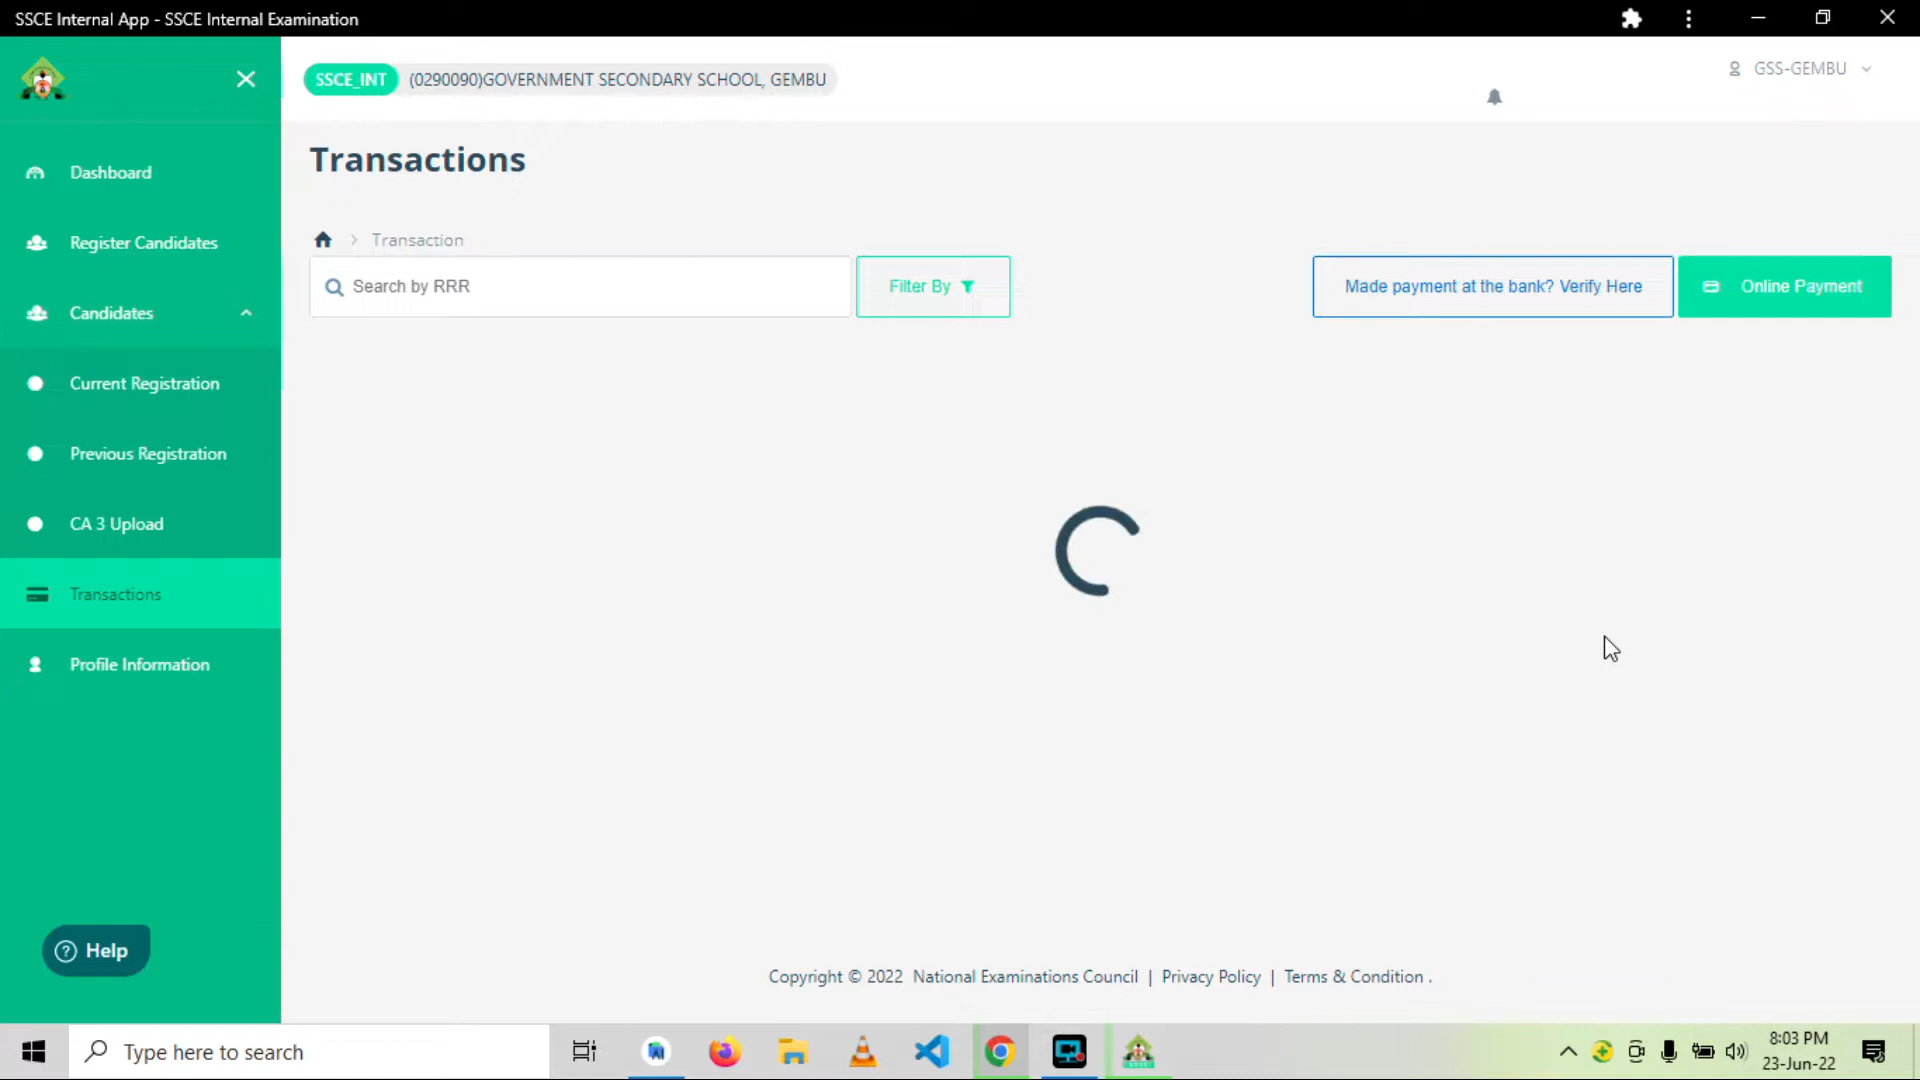 SSCE Internal App - SSCE Internal Examination
SSCE_INT (0290090)GOVERNMENT SECONDARY SCHOOL, GEMBU
GSS-GEMBU
Dashboard
Register Candidates
Candidates
Current Registration
Previous Registration
CA 3 Upload
Transactions
Profile Information
Help
Transactions
Transaction
Search by RRR
Filter By
Made payment at the bank? Verify Here
Online Payment
Copyright © 2022 National Examinations Council | Privacy Policy | Terms & Condition .
Type here to search
8:03 PM
23-Jun-22